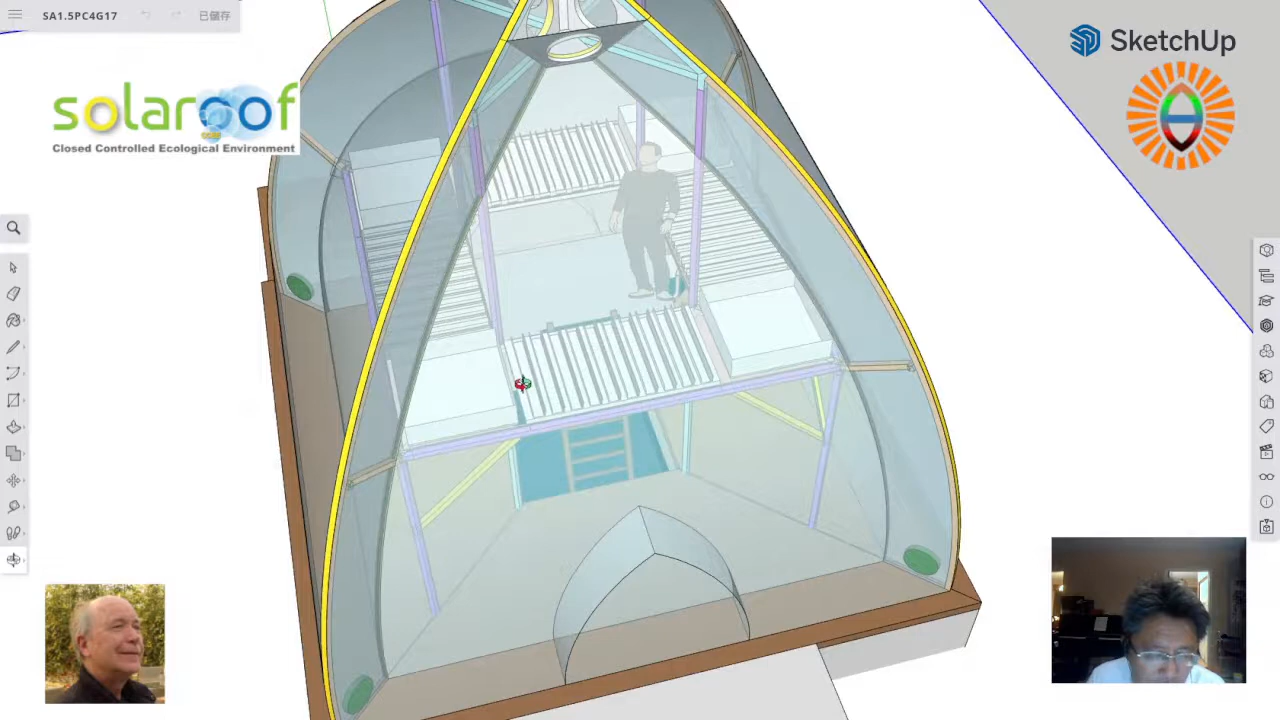 SA1.5PC4G17
已儲存
SketchUp
solaroof
Closed Controlled Ecological Environment